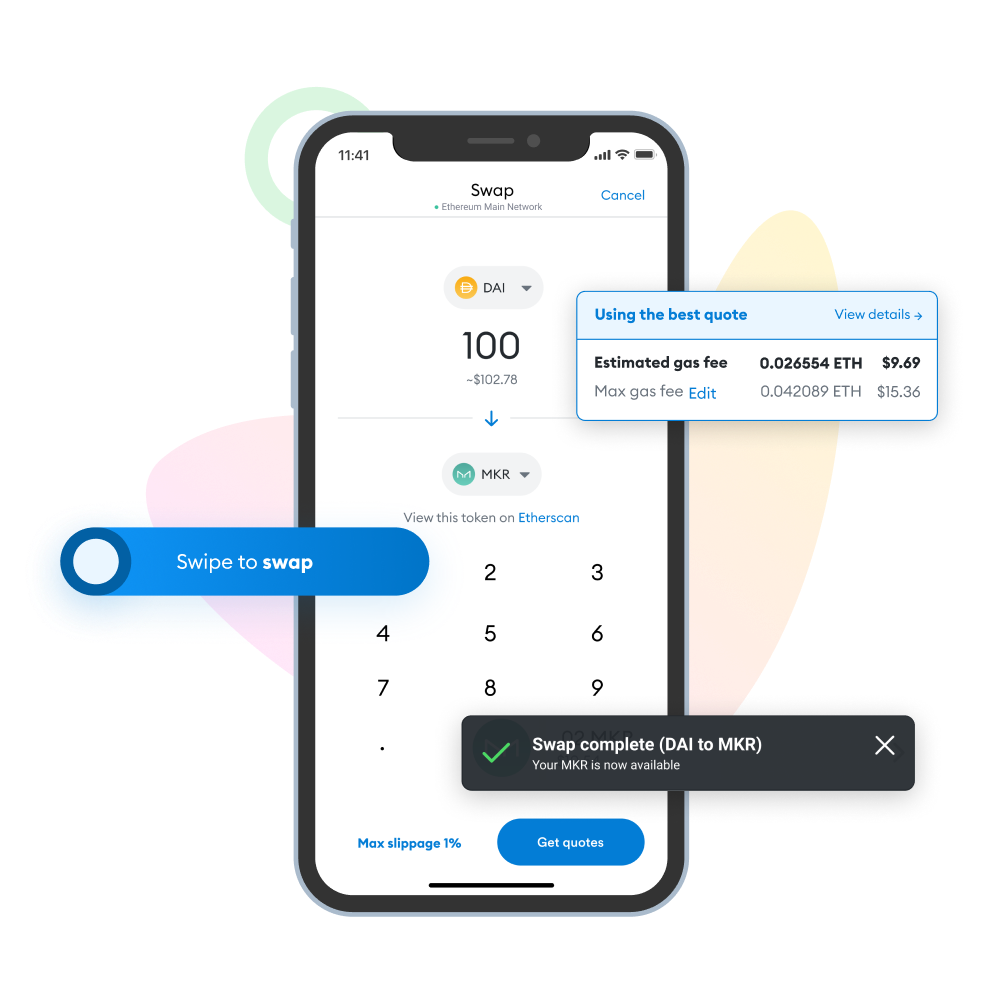 11:41
Swap
Ethereum Main Network
Cancel
DAI
100
~$102.78
Using the best quote
View details →
Estimated gas fee 0.026554 ETH $9.69
Max gas fee Edit 0.042089 ETH $15.36
MKR
View this token on Etherscan
Swipe to swap
2 3
4 5 6
7 8 9
.
Swap complete (DAI to MKR)
Your MKR is now available
Max slippage 1%
Get quotes